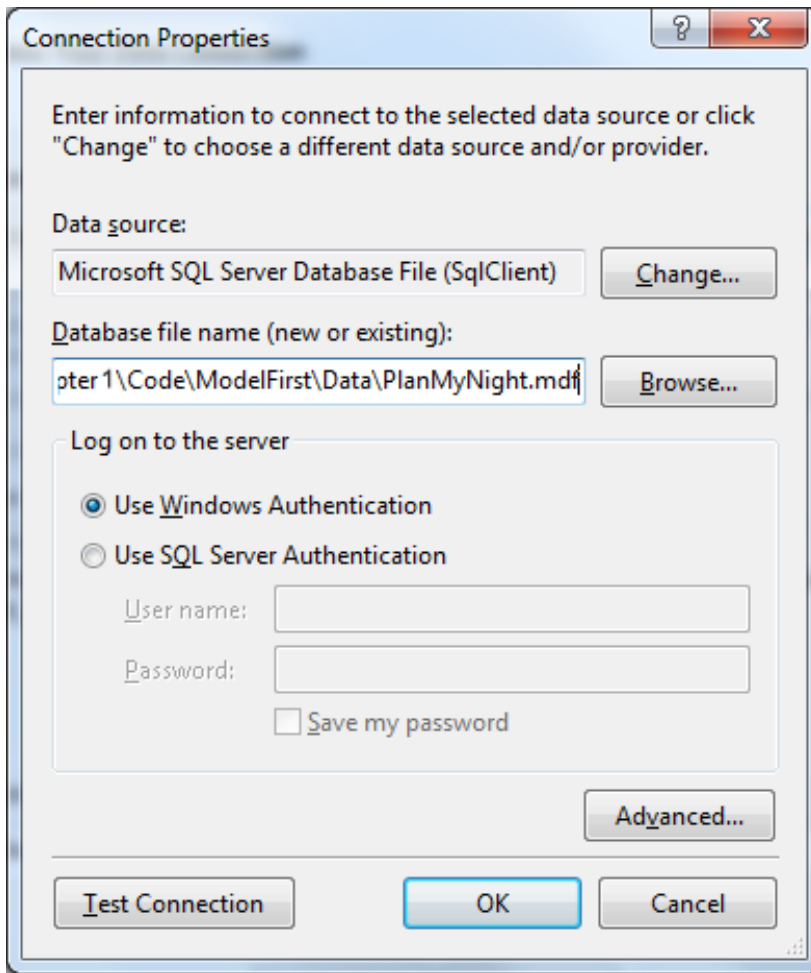 Connection Properties
Enter information to connect to the selected data source or click
"Change" to choose a different data source and/or provider.
Data source:
Microsoft SQL Server Database File (SqlClient)
Change...
Database file name (new or existing):
pter 1\Code\ModelFirst\Data\PlanMyNight.mdf
Browse...
Log on to the server
Use Windows Authentication
Use SQL Server Authentication
User name:
Password:
Save my password
Advanced...
Test Connection
OK
Cancel